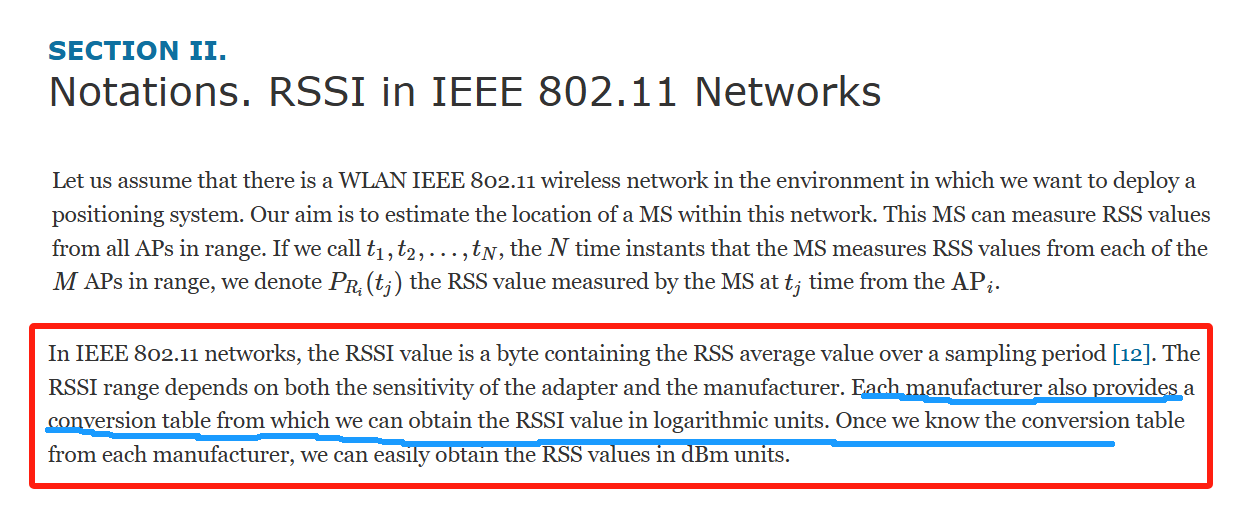 SECTION II.
Notations. RSSI in IEEE 802.11 Networks
Let us assume that there is a WLAN IEEE 802.11 wireless network in the environment in which we want to deploy a
positioning system. Our aim is to estimate the location of a MS within this network. This MS can measure RSS values
from all APs in range. If we call t₁, t₂, . . . , t_N, the N time instants that the MS measures RSS values from each of the
M APs in range, we denote P_{R_i}(t_j) the RSS value measured by the MS at t_j time from the AP_i.
In IEEE 802.11 networks, the RSSI value is a byte containing the RSS average value over a sampling period [12]. The
RSSI range depends on both the sensitivity of the adapter and the manufacturer. Each manufacturer also provides a
conversion table from which we can obtain the RSSI value in logarithmic units. Once we know the conversion table
from each manufacturer, we can easily obtain the RSS values in dBm units.